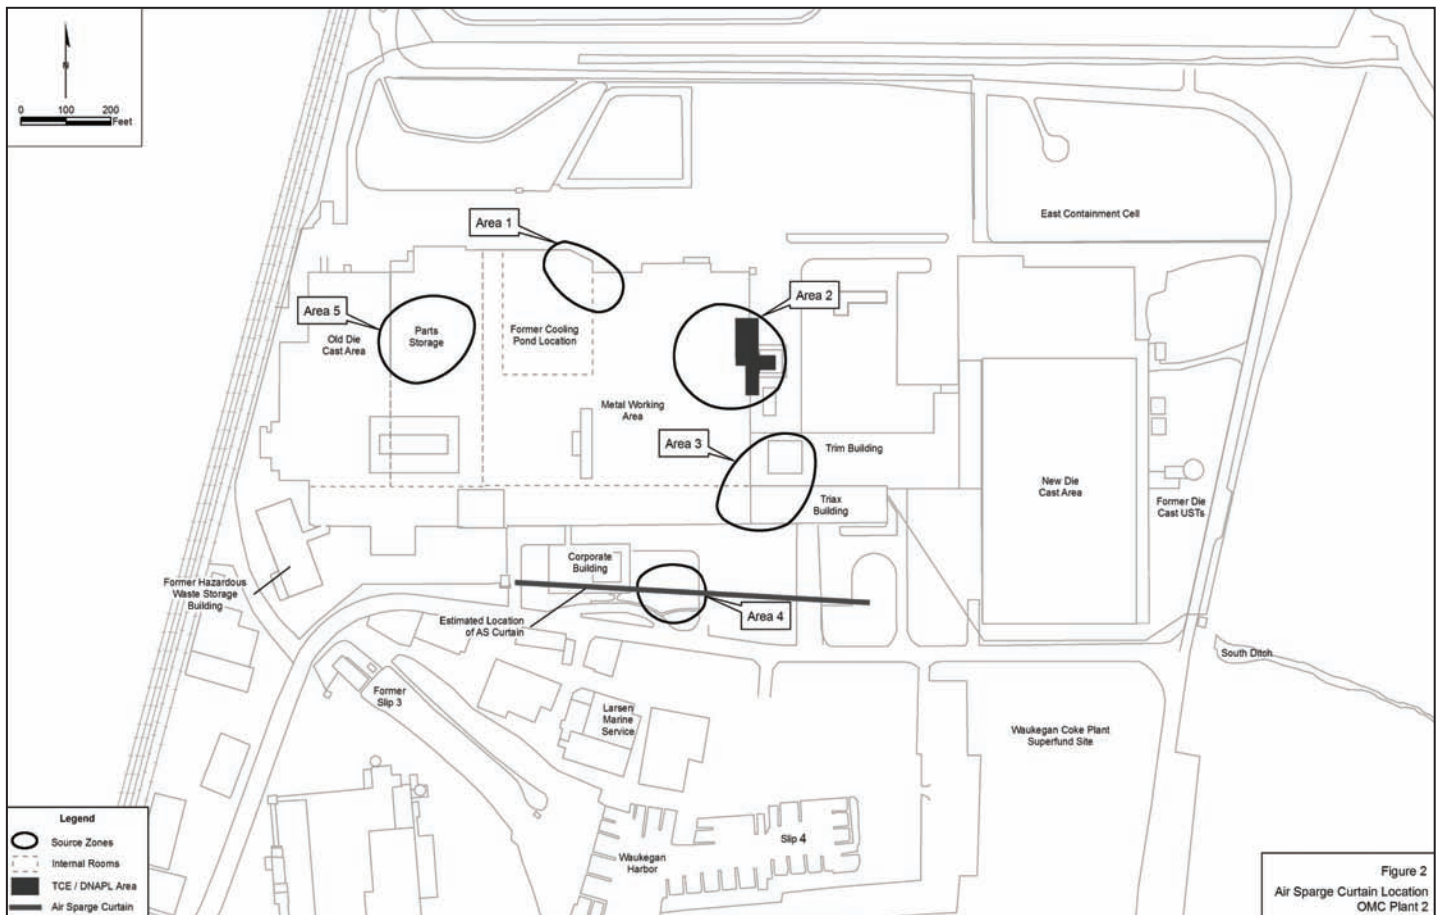 N
0 100 200
Feet
East Containment Cell
Area 1
Area 2
Area 5
Old Die
Cast Area
Parts
Storage
Former Cooling
Pond Location
Metal Working
Area
Area 3
Trim Building
New Die
Cast Area
Former Die
Cast USTs
Triax
Building
Corporate
Building
Former Hazardous
Waste Storage
Building
Estimated Location
of AS Curtain
Area 4
South Ditch
Former
Slip 3
Larsen
Marine
Service
Waukegan Coke Plant
Superfund Site
Slip 4
Waukegan
Harbor
Legend
Source Zones
Internal Rooms
TCE / DNAPL Area
Air Sparge Curtain
Figure 2
Air Sparge Curtain Location
OMC Plant 2